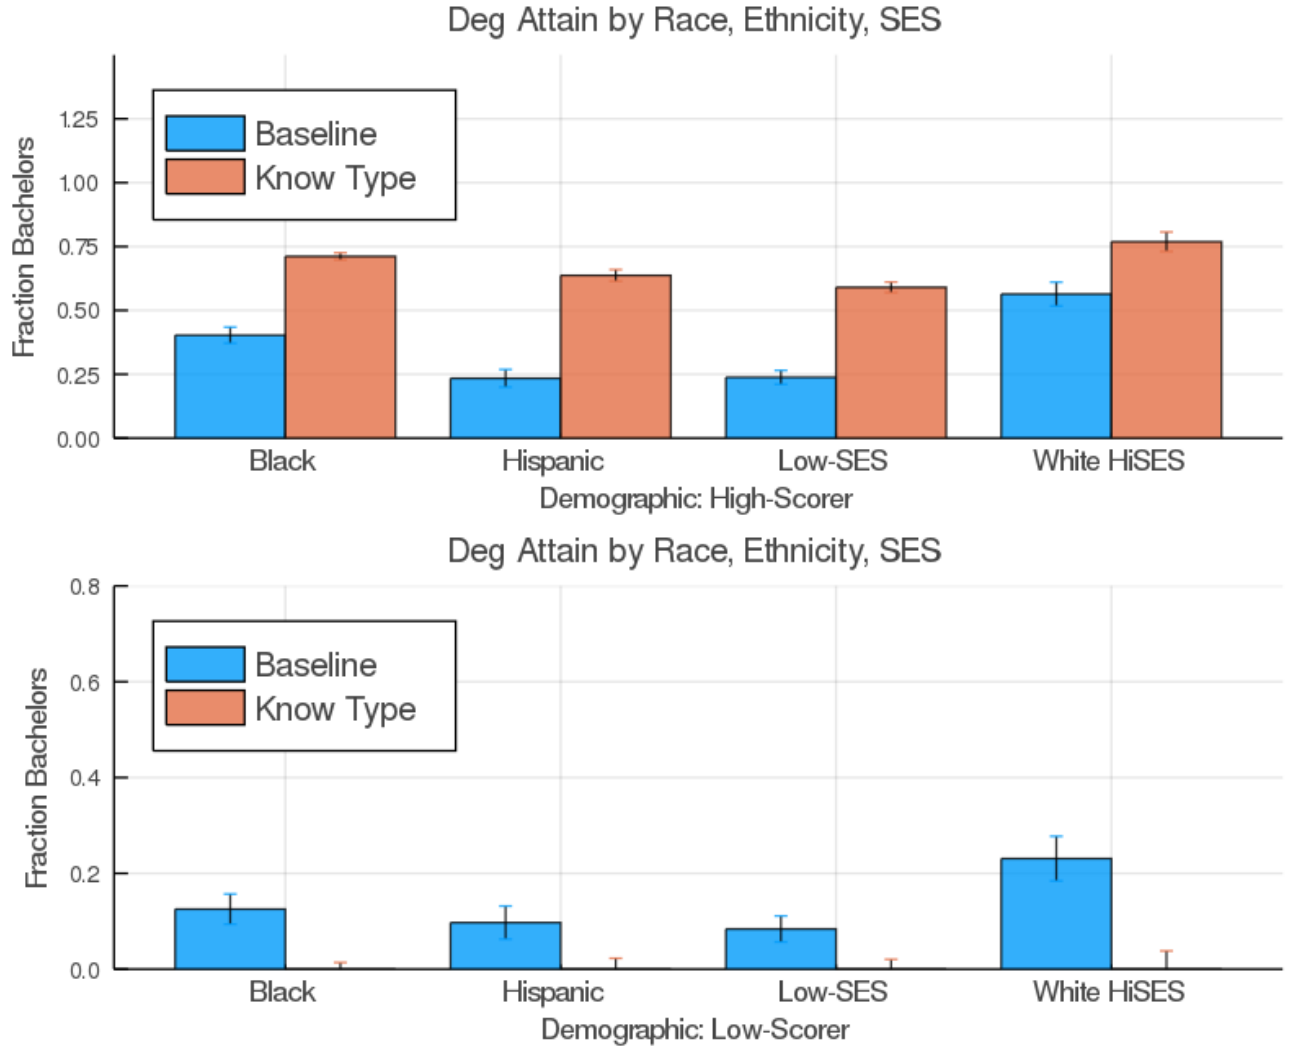 Deg Attain by Race, Ethnicity, SES
Fraction Bachelors
1.25
1.00
0.75
0.50
0.25
0.00
Baseline
Know Type
Black Hispanic Low-SES White HiSES
Demographic: High-Scorer
Deg Attain by Race, Ethnicity, SES
Fraction Bachelors
0.8
0.6
0.4
0.2
0.0
Baseline
Know Type
Black Hispanic Low-SES White HiSES
Demographic: Low-Scorer